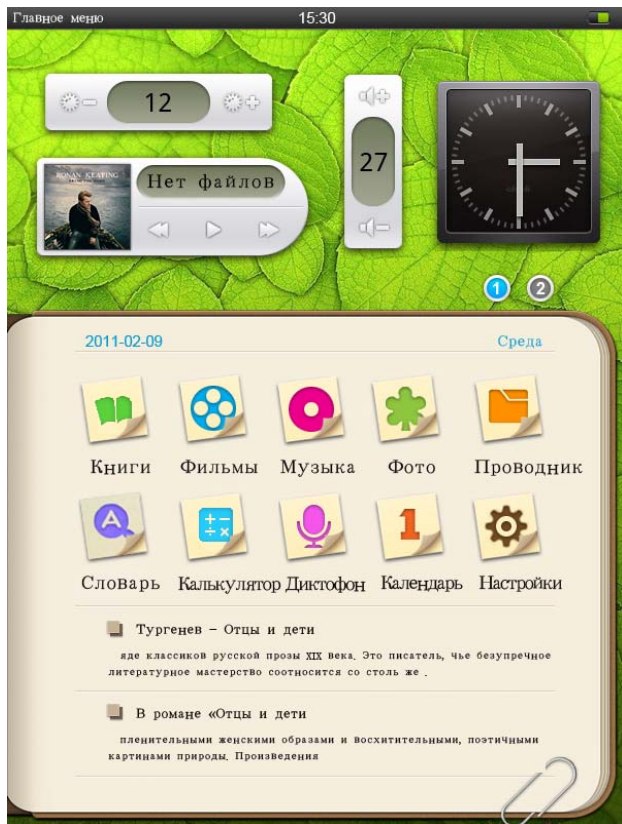 Главное меню
15:30
12
27
RONAN KEATING
Нет файлов
1
2
2011-02-09
Среда
Книги
Фильмы
Музыка
Фото
Проводник
A
1
Словарь
Калькулятор
Диктофон
Календарь
Настройки
Тургенев – Отцы и дети
яде классиков русской прозы XIX века. Это писатель, чье безупречное
литературное мастерство соотносится со столь же .
В романе «Отцы и дети
пленительными женскими образами и восхитительными, поэтичными
картинами природы. Произведения